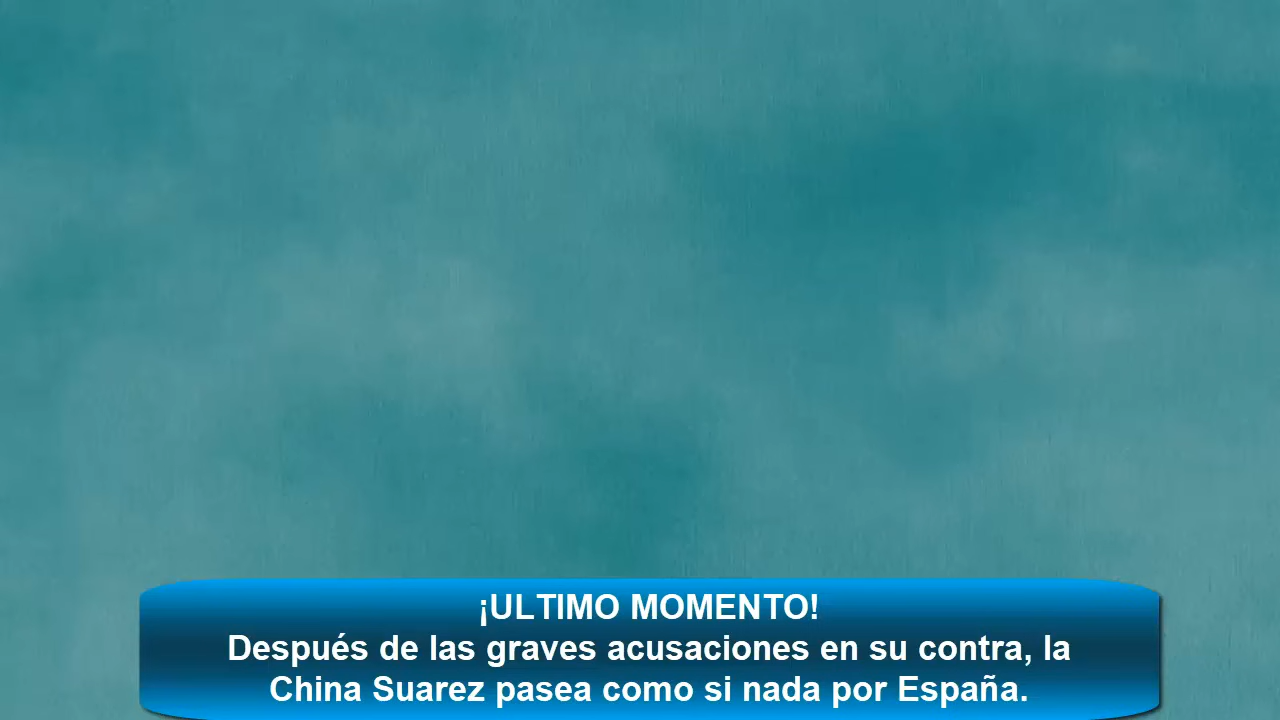 ¡ULTIMO MOMENTO!
Después de las graves acusaciones en su contra, la
China Suarez pasea como si nada por España.